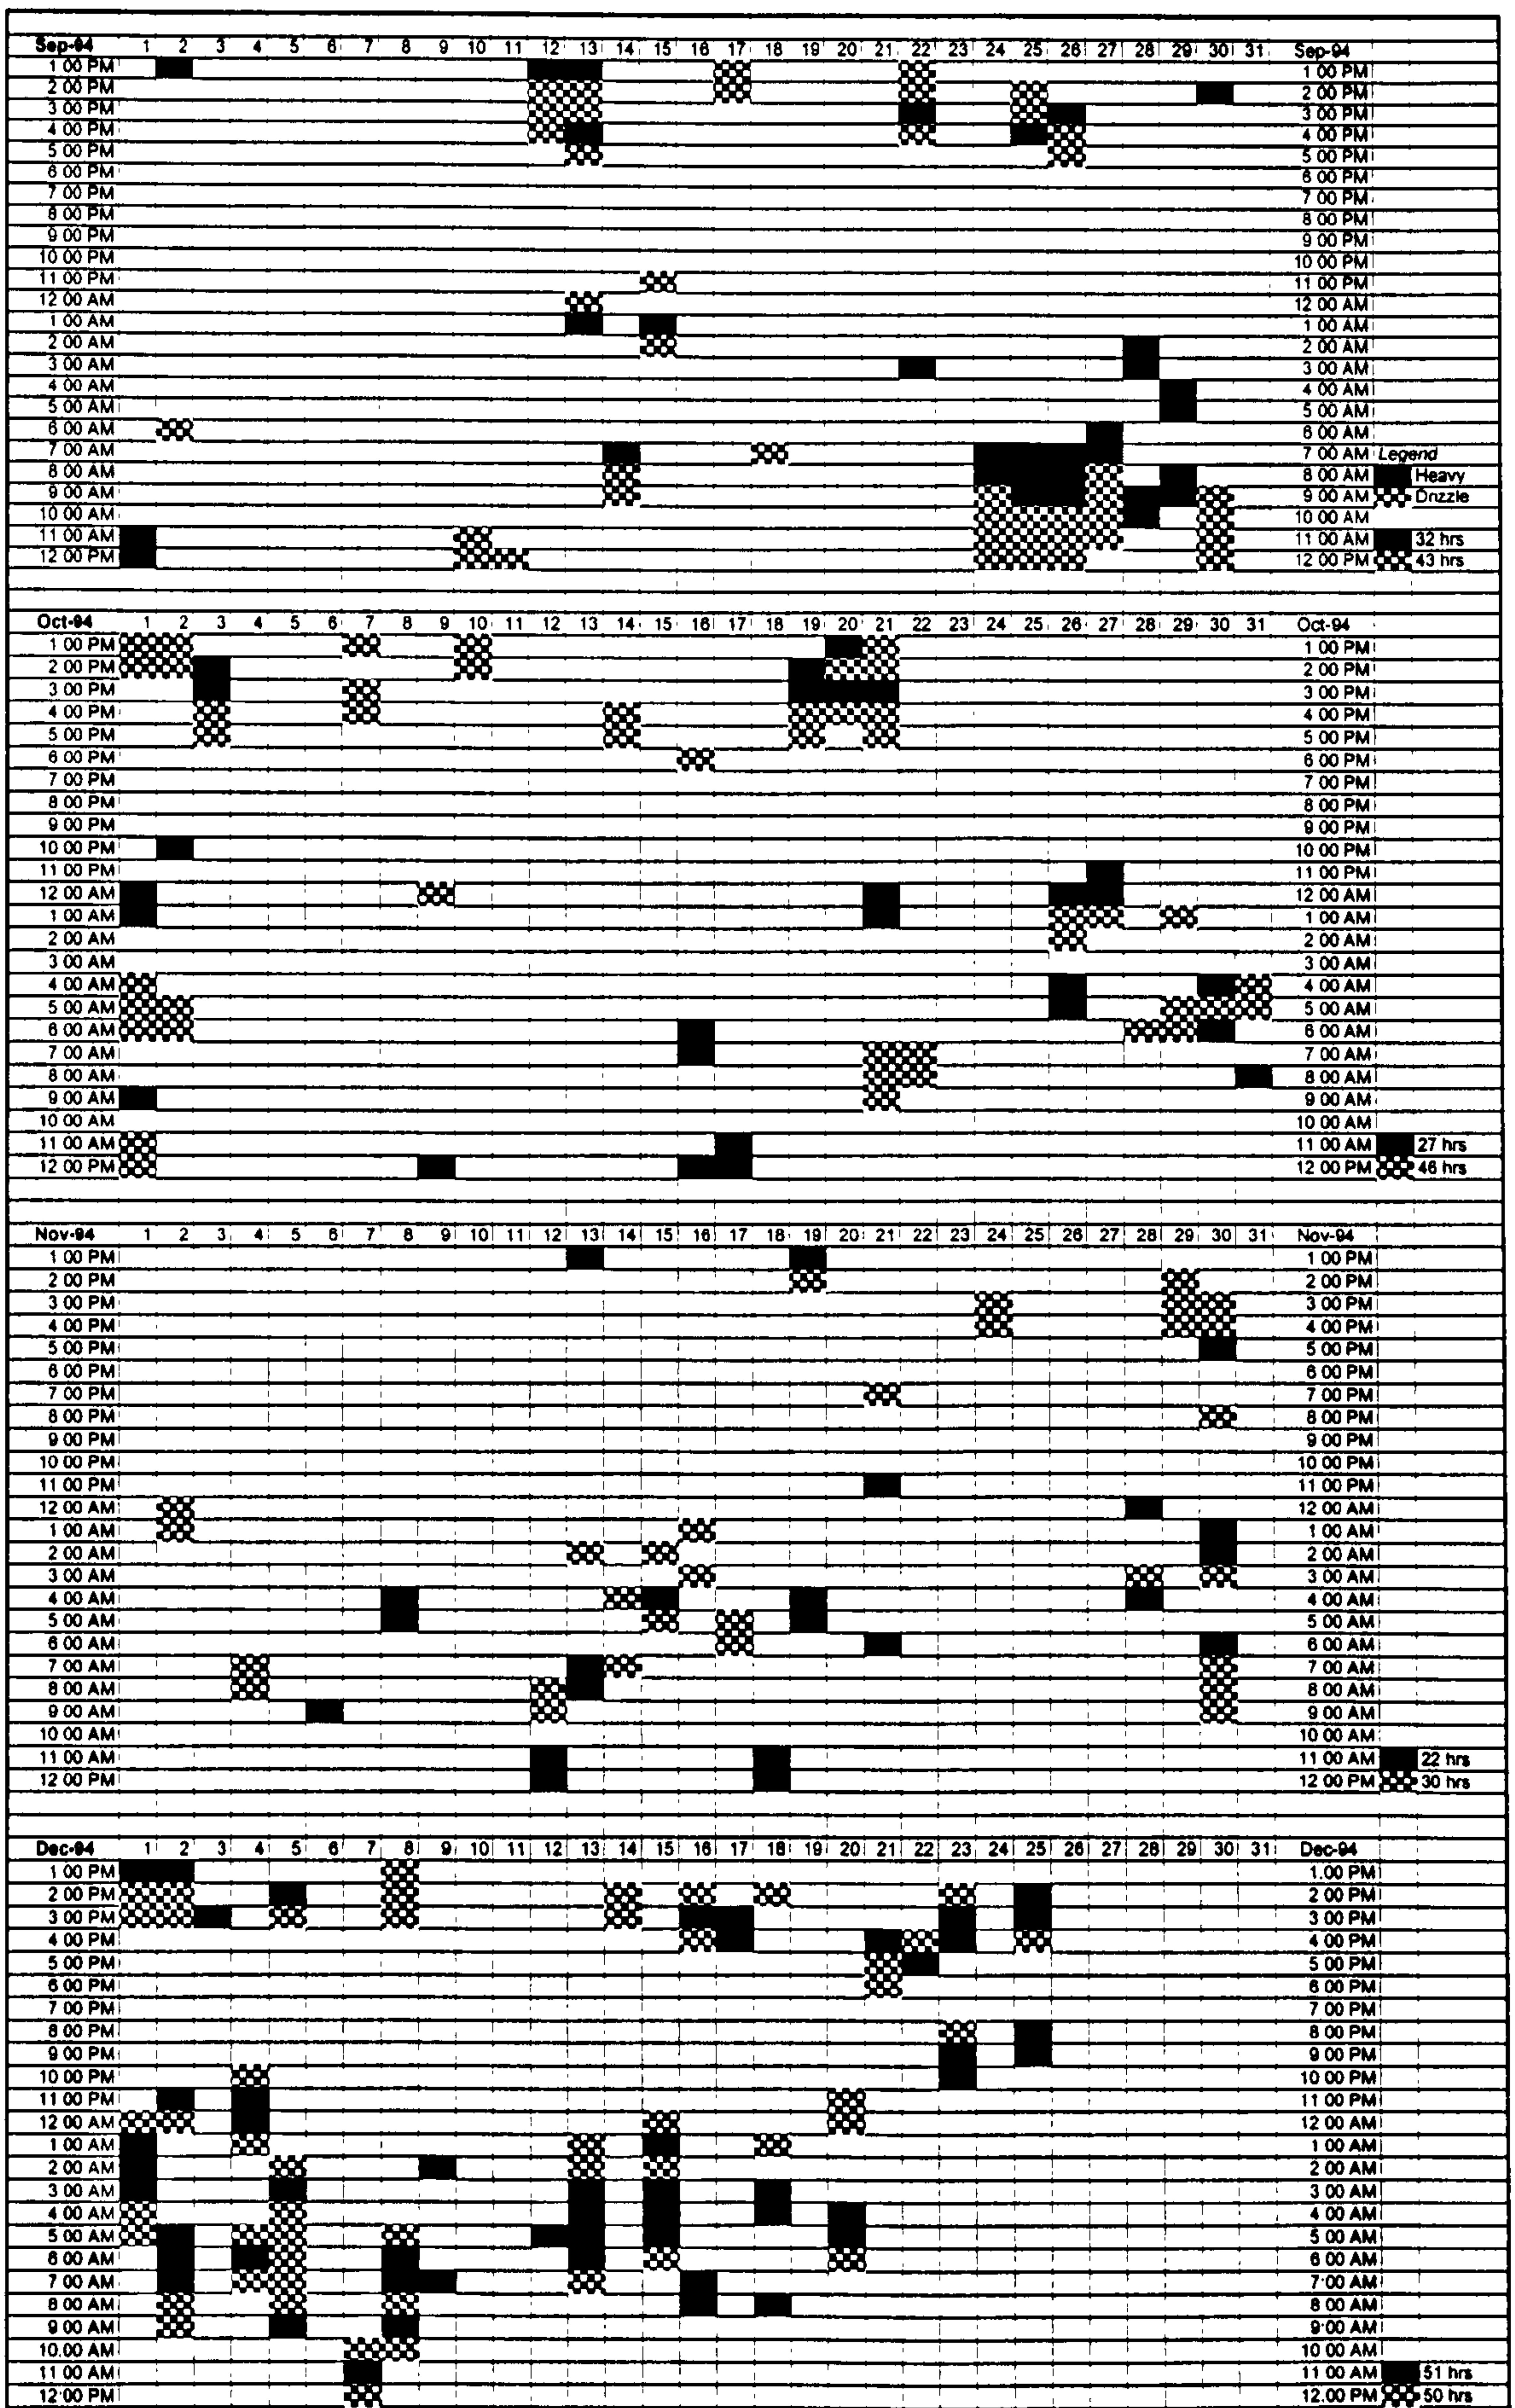 Sep-94 1 2 3 4 5 6 7 8 9 10 11 12 13 14 15 16 17 18 19 20 21 22 23 24 25 26 27 28 29 30 31 Sep-94
1 00 PM 1 00 PM
2 00 PM 2 00 PM
3 00 PM 3 00 PM
4 00 PM 4 00 PM
5 00 PM 5 00 PM
6 00 PM 6 00 PM
7 00 PM 7 00 PM
8 00 PM 8 00 PM
9 00 PM 9 00 PM
10 00 PM 10 00 PM
11 00 PM 11 00 PM
12 00 AM 12 00 AM
1 00 AM 1 00 AM
2 00 AM 2 00 AM
3 00 AM 3 00 AM
4 00 AM 4 00 AM
5 00 AM 5 00 AM
6 00 AM 6 00 AM
7 00 AM 7 00 AM Legend
8 00 AM 8 00 AM Heavy
9 00 AM 9 00 AM Drizzle
10 00 AM 10 00 AM
11 00 AM 11 00 AM 32 hrs
12 00 PM 12 00 PM 43 hrs
Oct-94 1 2 3 4 5 6 7 8 9 10 11 12 13 14 15 16 17 18 19 20 21 22 23 24 25 26 27 28 29 30 31 Oct-94
1 00 PM 1 00 PM
2 00 PM 2 00 PM
3 00 PM 3 00 PM
4 00 PM 4 00 PM
5 00 PM 5 00 PM
6 00 PM 6 00 PM
7 00 PM 7 00 PM
8 00 PM 8 00 PM
9 00 PM 9 00 PM
10 00 PM 10 00 PM
11 00 PM 11 00 PM
12 00 AM 12 00 AM
1 00 AM 1 00 AM
2 00 AM 2 00 AM
3 00 AM 3 00 AM
4 00 AM 4 00 AM
5 00 AM 5 00 AM
6 00 AM 6 00 AM
7 00 AM 7 00 AM
8 00 AM 8 00 AM
9 00 AM 9 00 AM
10 00 AM 10 00 AM
11 00 AM 11 00 AM 27 hrs
12 00 PM 12 00 PM 46 hrs
Nov-94 1 2 3 4 5 6 7 8 9 10 11 12 13 14 15 16 17 18 19 20 21 22 23 24 25 26 27 28 29 30 31 Nov-94
1 00 PM 1 00 PM
2 00 PM 2 00 PM
3 00 PM 3 00 PM
4 00 PM 4 00 PM
5 00 PM 5 00 PM
6 00 PM 6 00 PM
7 00 PM 7 00 PM
8 00 PM 8 00 PM
9 00 PM 9 00 PM
10 00 PM 10 00 PM
11 00 PM 11 00 PM
12 00 AM 12 00 AM
1 00 AM 1 00 AM
2 00 AM 2 00 AM
3 00 AM 3 00 AM
4 00 AM 4 00 AM
5 00 AM 5 00 AM
6 00 AM 6 00 AM
7 00 AM 7 00 AM
8 00 AM 8 00 AM
9 00 AM 9 00 AM
10 00 AM 10 00 AM
11 00 AM 11 00 AM 22 hrs
12 00 PM 12 00 PM 30 hrs
Dec-94 1 2 3 4 5 6 7 8 9 10 11 12 13 14 15 16 17 18 19 20 21 22 23 24 25 26 27 28 29 30 31 Dec-94
1 00 PM 1.00 PM
2 00 PM 2 00 PM
3 00 PM 3 00 PM
4 00 PM 4 00 PM
5 00 PM 5 00 PM
6 00 PM 6 00 PM
7 00 PM 7 00 PM
8 00 PM 8 00 PM
9 00 PM 9 00 PM
10 00 PM 10 00 PM
11 00 PM 11 00 PM
12 00 AM 12 00 AM
1 00 AM 1 00 AM
2 00 AM 2 00 AM
3 00 AM 3 00 AM
4 00 AM 4 00 AM
5 00 AM 5 00 AM
6 00 AM 6 00 AM
7 00 AM 7:00 AM
8 00 AM 8 00 AM
9 00 AM 9:00 AM
10.00 AM 10 00 AM
11 00 AM 11 00 AM 51 hrs
12:00 PM 12.00 PM 50 hrs